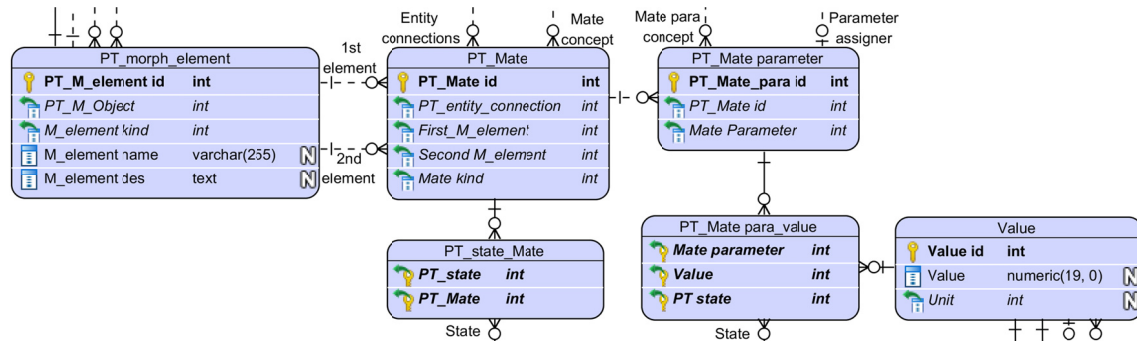 Entity connections
Mate concept
Mate para concept
Parameter assigner
PT_morph_element
PT_M_element id int
PT_M_Object int
M_element kind int
M_element name varchar(255) N
M_element des text N
1st element
2nd element
PT_Mate
PT_Mate id int
PT_entity_connection int
First_M_element int
Second M_element int
Mate kind int
PT_Mate parameter
PT_Mate_para id int
PT_Mate id int
Mate Parameter int
PT_state_Mate
PT_state int
PT_Mate int
State
PT_Mate para_value
Mate parameter int
Value int
PT state int
State
Value
Value id int
Value numeric(19, 0) N
Unit int N